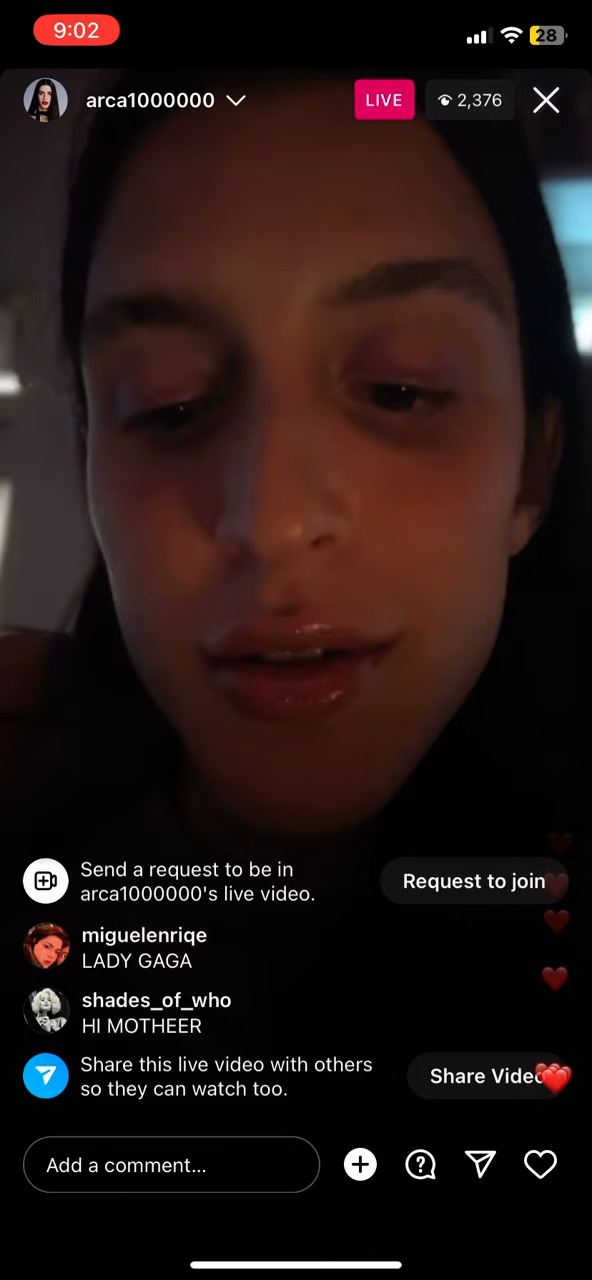 9:02
28
arca1000000
LIVE
2,376
Send a request to be in
arca1000000's live video.
Request to join
miguelenriqe
LADY GAGA
shades_of_who
HI MOTHEER
Share this live video with others
so they can watch too.
Share Video
Add a comment...